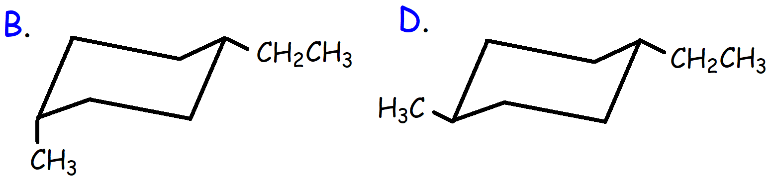 B.
CH₂CH₃
CH₃
D.
CH₂CH₃
H₃C